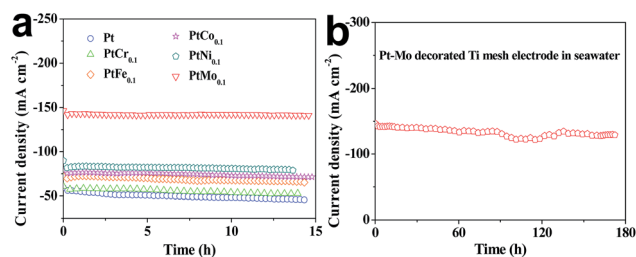 a
-250
-200
-150
-100
-50
Current density (mA cm⁻²)
Pt
PtCr0.1
PtFe0.1
PtCo0.1
PtNi0.1
PtMo0.1
0 5 10 15
Time (h)
b
-300
-150
0
Current density (mA cm⁻²)
Pt-Mo decorated Ti mesh electrode in seawater
0 60 120 180
Time (h)